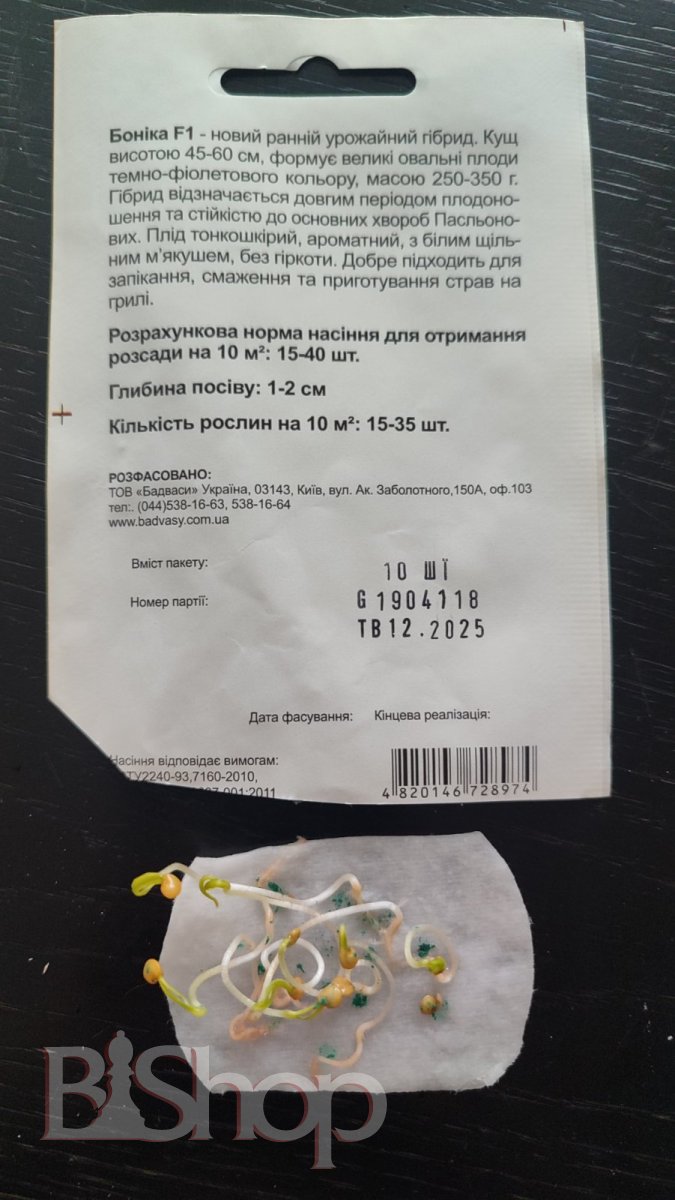 Боніка F1 - новий ранній урожайний гібрид. Кущ
висотою 45-60 см, формує великі овальні плоди
темно-фіолетового кольору, масою 250-350 г.
Гібрид відзначається довгим періодом плодоно-
шення та стійкістю до основних хвороб Пасльоно-
вих. Плід тонкошкірий, ароматний, з білим щіль-
ним м'якушем, без гіркоти. Добре підходить для
запікання, смаження та приготування страв на
грилі.
Розрахункова норма насіння для отримання
розсади на 10 м²: 15-40 шт.
Глибина посіву: 1-2 см
Кількість рослин на 10 м²: 15-35 шт.
РОЗФАСОВАНО:
ТОВ «Бадваси» Україна, 03143, Київ, вул. Ак. Заболотного,150А, оф.103
тел:. (044)538-16-63, 538-16-64
www.badvasy.com.ua
Вміст пакету: 10 ШЇ
Номер партії: G1904118
ТВ12.2025
Дата фасування: Кінцева реалізація:
Насіння відповідає вимогам:
ТУ2240-93,7160-2010,
001:2011
4 820146 728974
BiShop